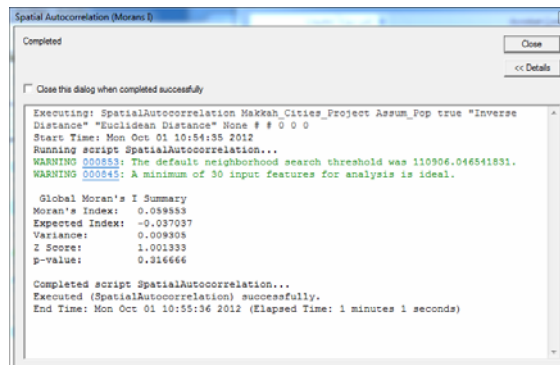 Spatial Autocorrelation (Morans I)
Completed
Close
<< Details
Close this dialog when completed successfully
Executing: SpatialAutocorrelation Makkah_Cities_Project Assum_Pop true "Inverse
Distance" "Euclidean Distance" None # # 0 0 0
Start Time: Mon Oct 01 10:54:35 2012
Running script SpatialAutocorrelation...
WARNING 000853: The default neighborhood search threshold was 110906.046541831.
WARNING 000845: A minimum of 30 input features for analysis is ideal.
Global Moran's I Summary
Moran's Index: 0.059553
Expected Index: -0.037037
Variance: 0.009305
Z Score: 1.001333
p-value: 0.316666
Completed script SpatialAutocorrelation...
Executed (SpatialAutocorrelation) successfully.
End Time: Mon Oct 01 10:55:36 2012 (Elapsed Time: 1 minutes 1 seconds)